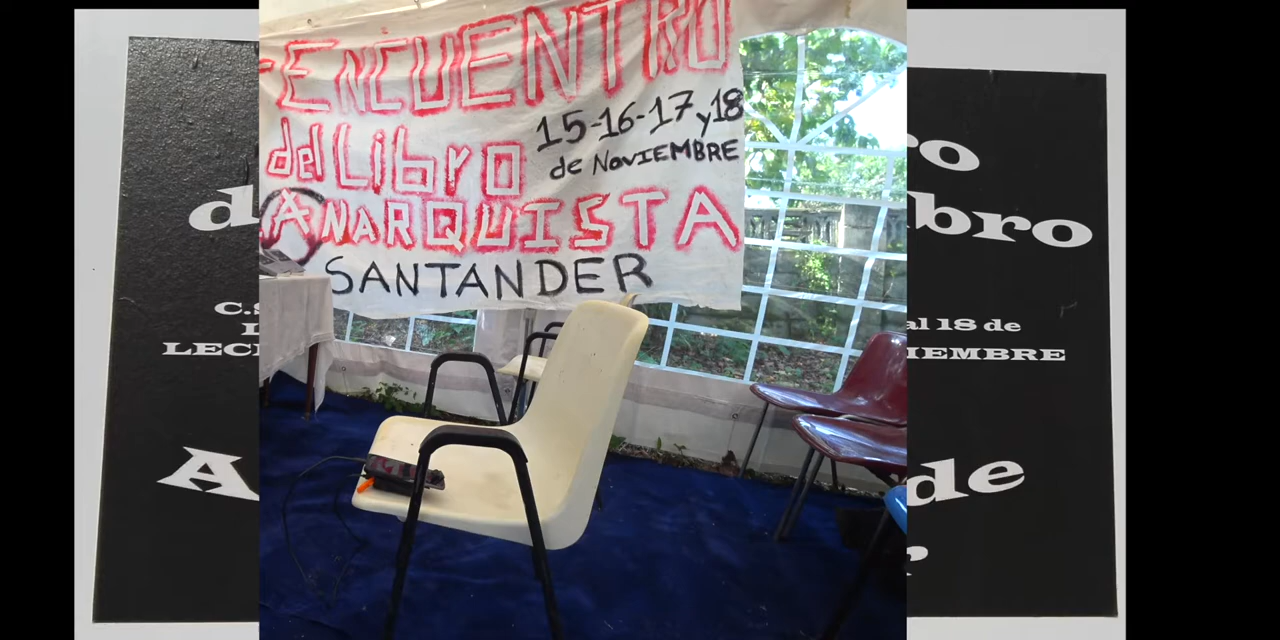 ENCUENTRO
del Libro
15-16-17 y 18
de NOVIEMBRE
ANARQUISTA
SANTANDER
ro
bro
al 18 de
IEMBRE
de